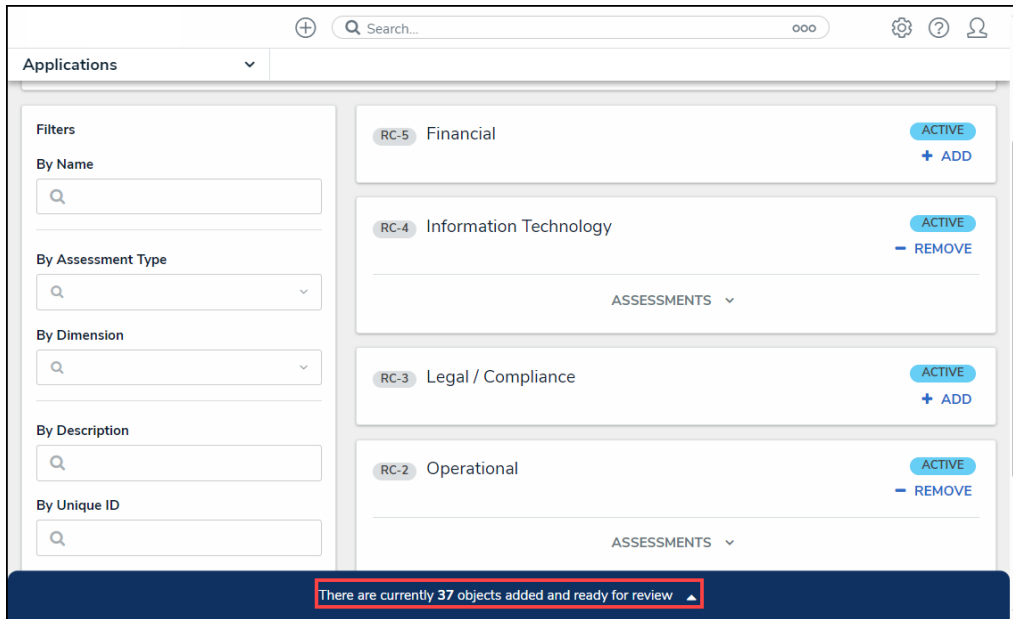 Search...
Applications
Filters
By Name
By Assessment Type
By Dimension
By Description
By Unique ID
RC-5 Financial
ACTIVE
+ ADD
RC-4 Information Technology
ACTIVE
− REMOVE
ASSESSMENTS
RC-3 Legal / Compliance
ACTIVE
+ ADD
RC-2 Operational
ACTIVE
− REMOVE
ASSESSMENTS
There are currently 37 objects added and ready for review